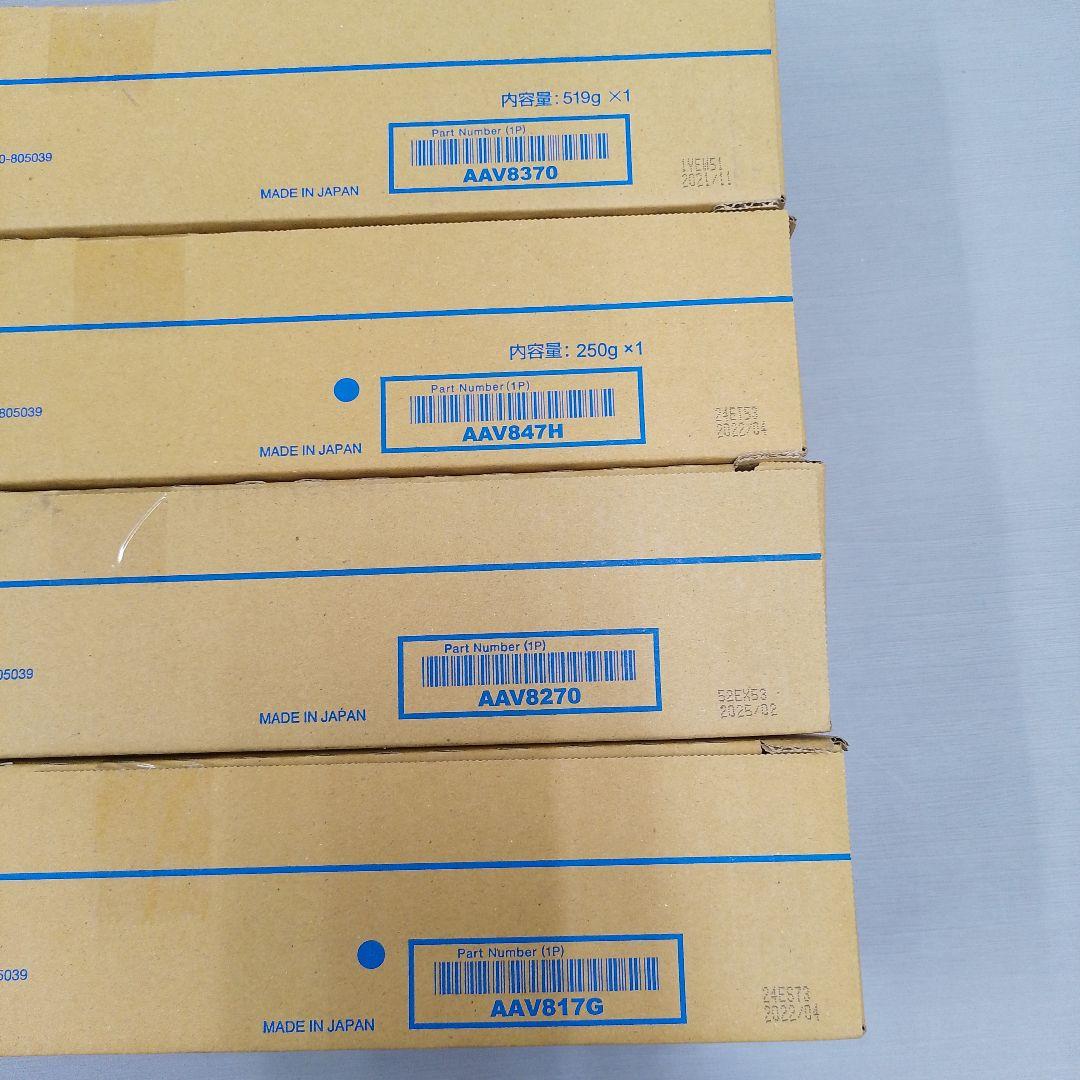 内容量: 519g ×1
Part Number (1P)
AAV8370
0-805039
MADE IN JAPAN
1YEW51
2021/11
内容量: 250g ×1
Part Number (1P)
AAV847H
805039
MADE IN JAPAN
24ET53
2022/04
Part Number (1P)
AAV8270
05039
MADE IN JAPAN
52EX53
2025/02
Part Number (1P)
AAV817G
5039
MADE IN JAPAN
24ES73
2022/04